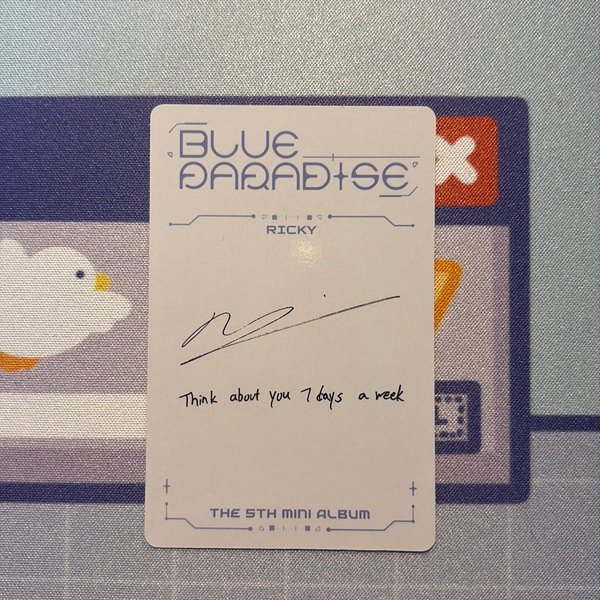 BLUE
PARADISE
RICKY
Think about you 7 days a week
THE 5TH MINI ALBUM